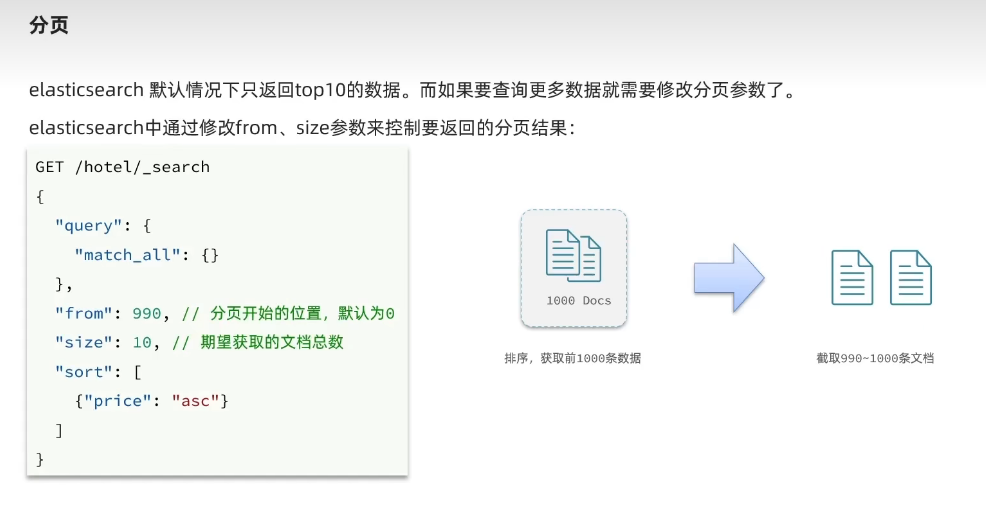 分页
elasticsearch 默认情况下只返回top10的数据。而如果要查询更多数据就需要修改分页参数了。
elasticsearch中通过修改from、size参数来控制要返回的分页结果：
GET /hotel/_search
{
  "query": {
    "match_all": {}
  },
  "from": 990, // 分页开始的位置，默认为0
  "size": 10, // 期望获取的文档总数
  "sort": [
    {"price": "asc"}
  ]
}
1000 Docs
排序，获取前1000条数据
截取990~1000条文档